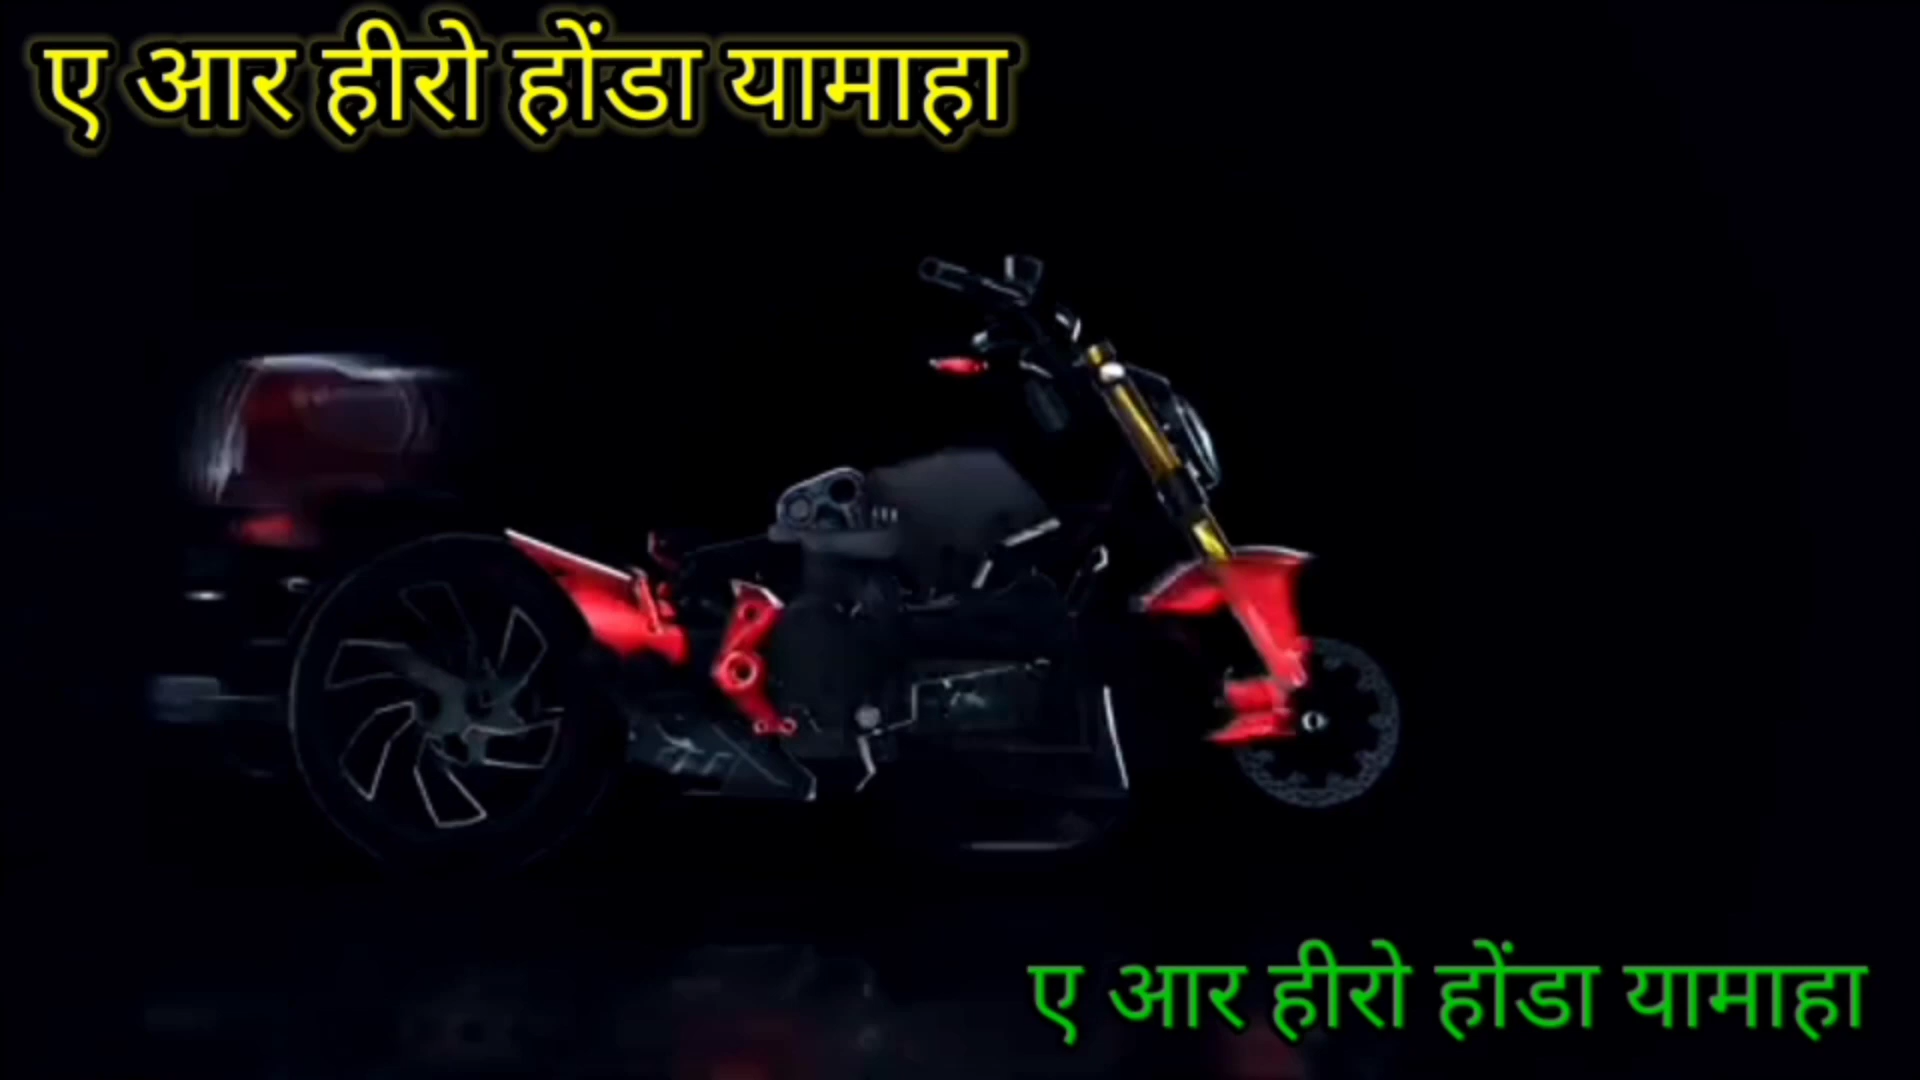 ए आर हीरो होंडा यामाहा
ए आर हीरो होंडा यामाहा